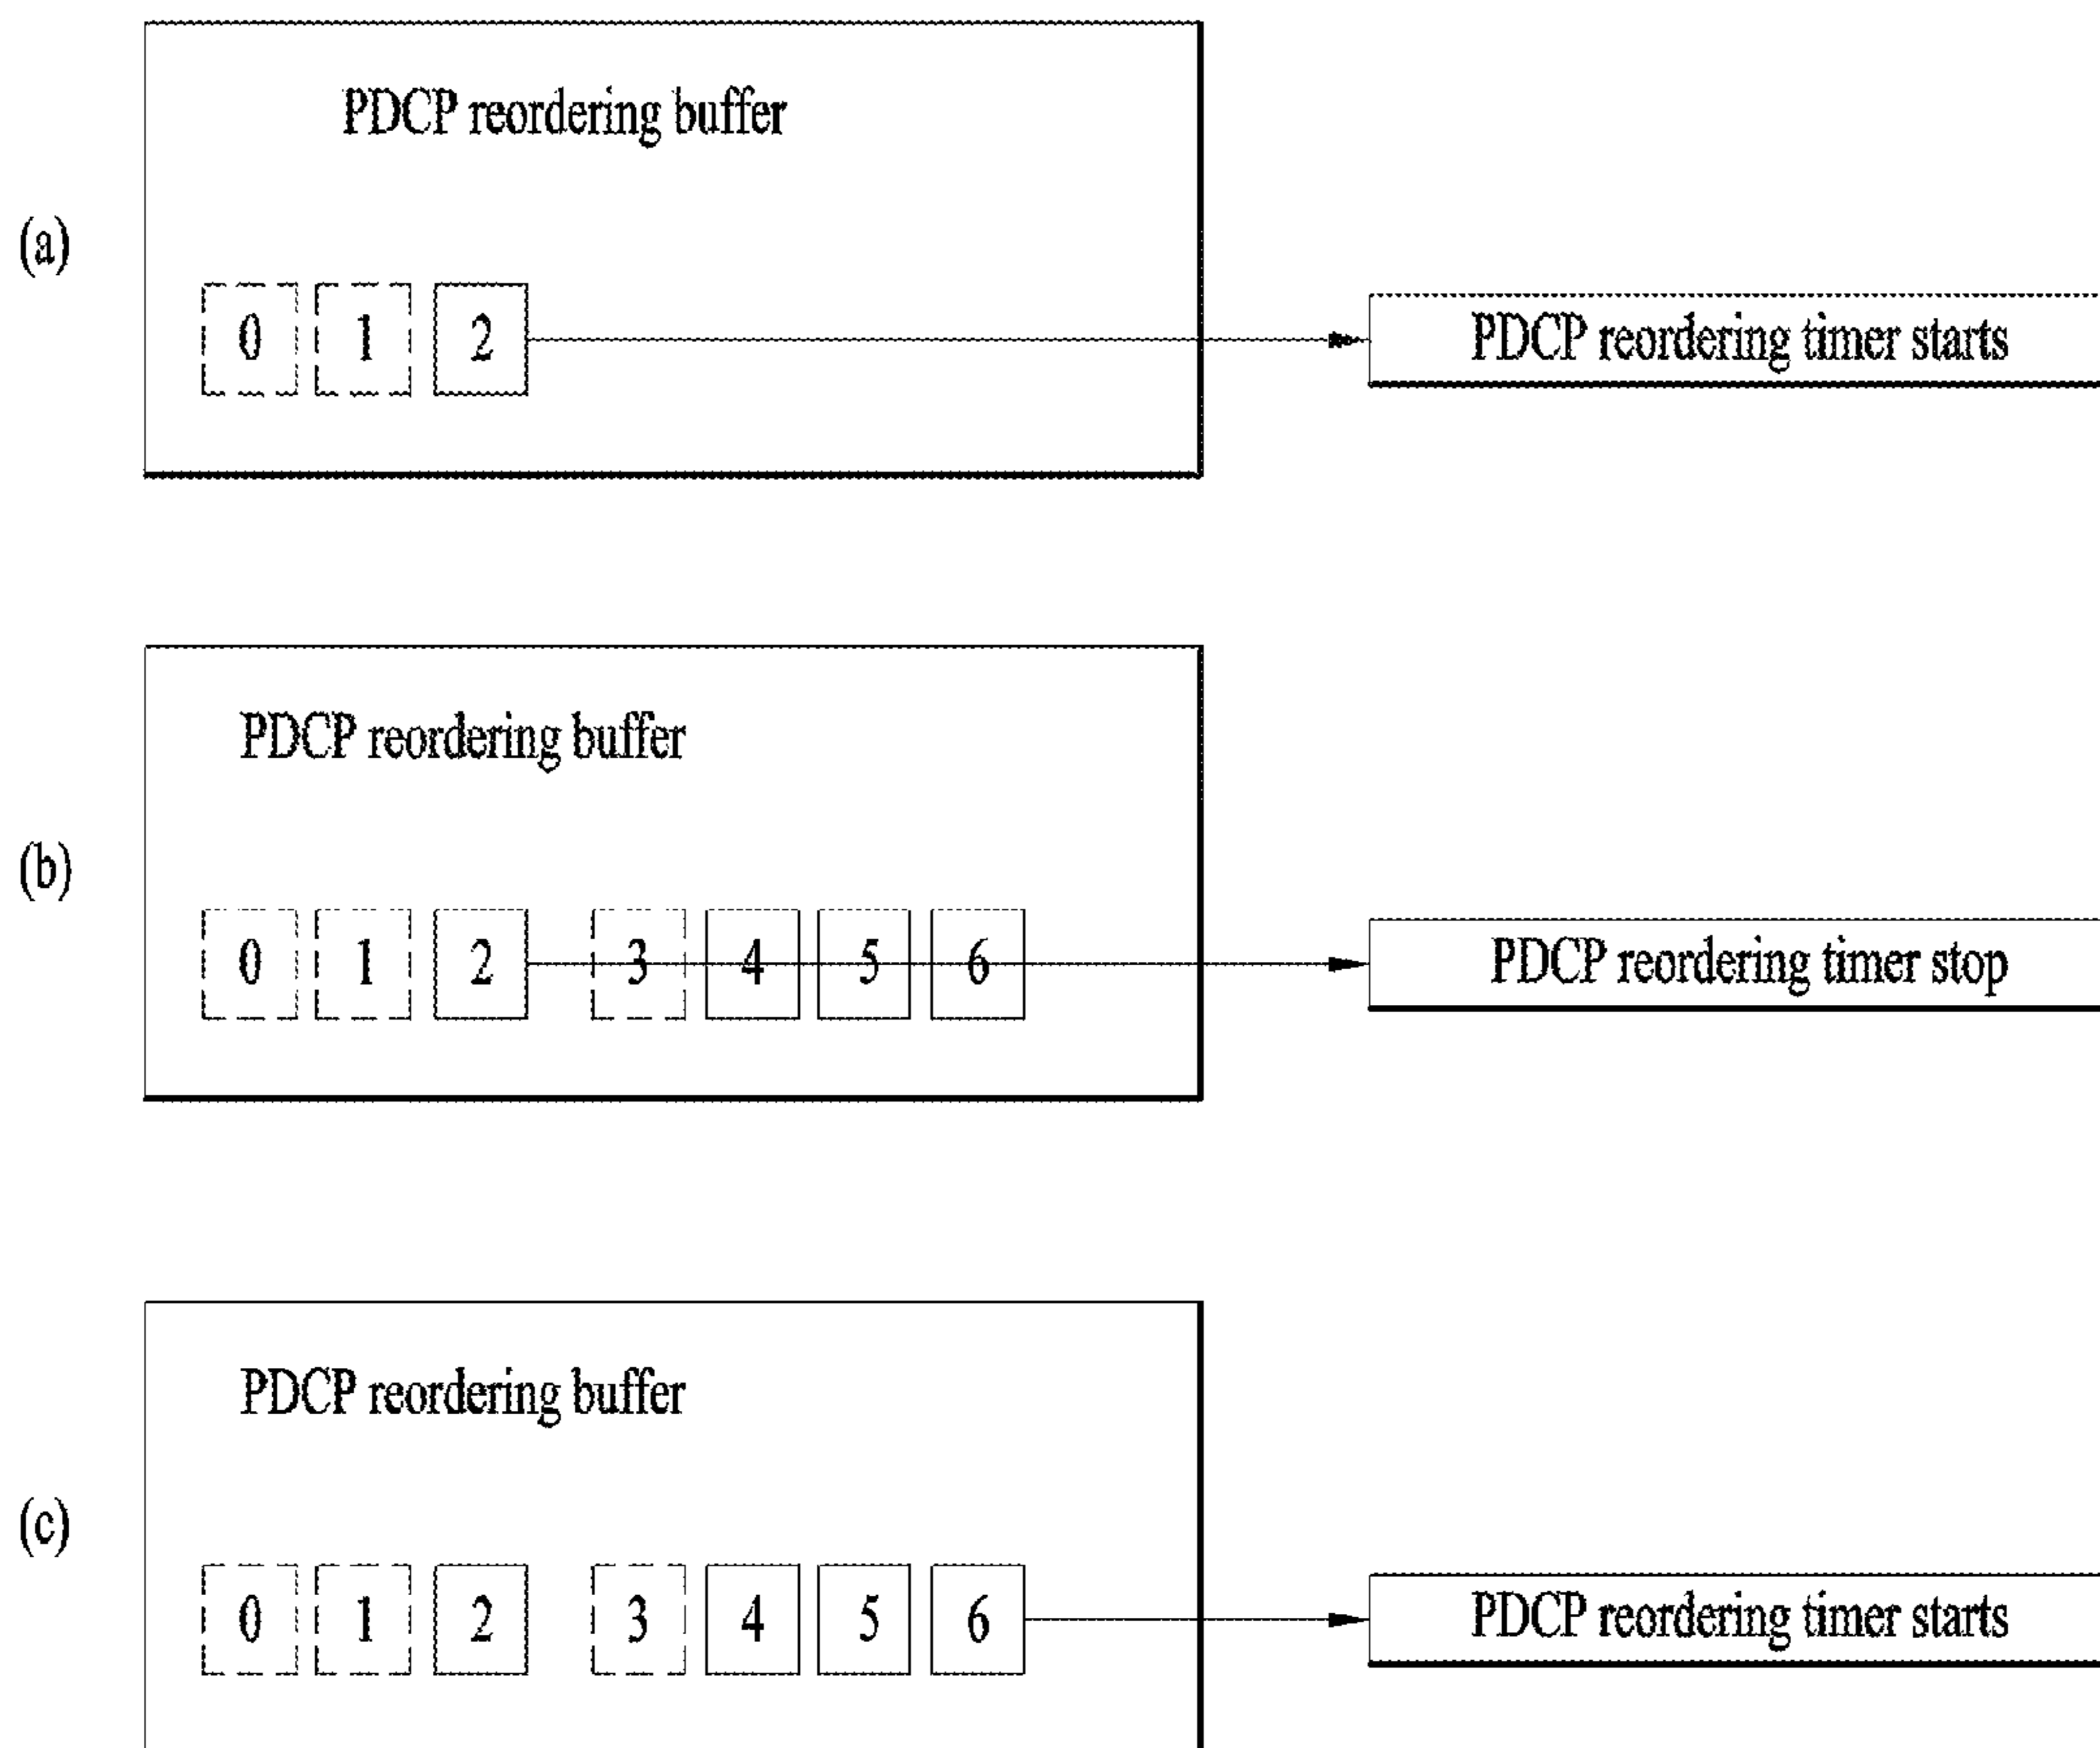 PDCP reordering buffer
(a)
0 1 2
PDCP reordering timer starts
PDCP reordering buffer
(b)
0 1 2 3 4 5 6
PDCP reordering timer stop
PDCP reordering buffer
(c)
0 1 2 3 4 5 6
PDCP reordering timer starts